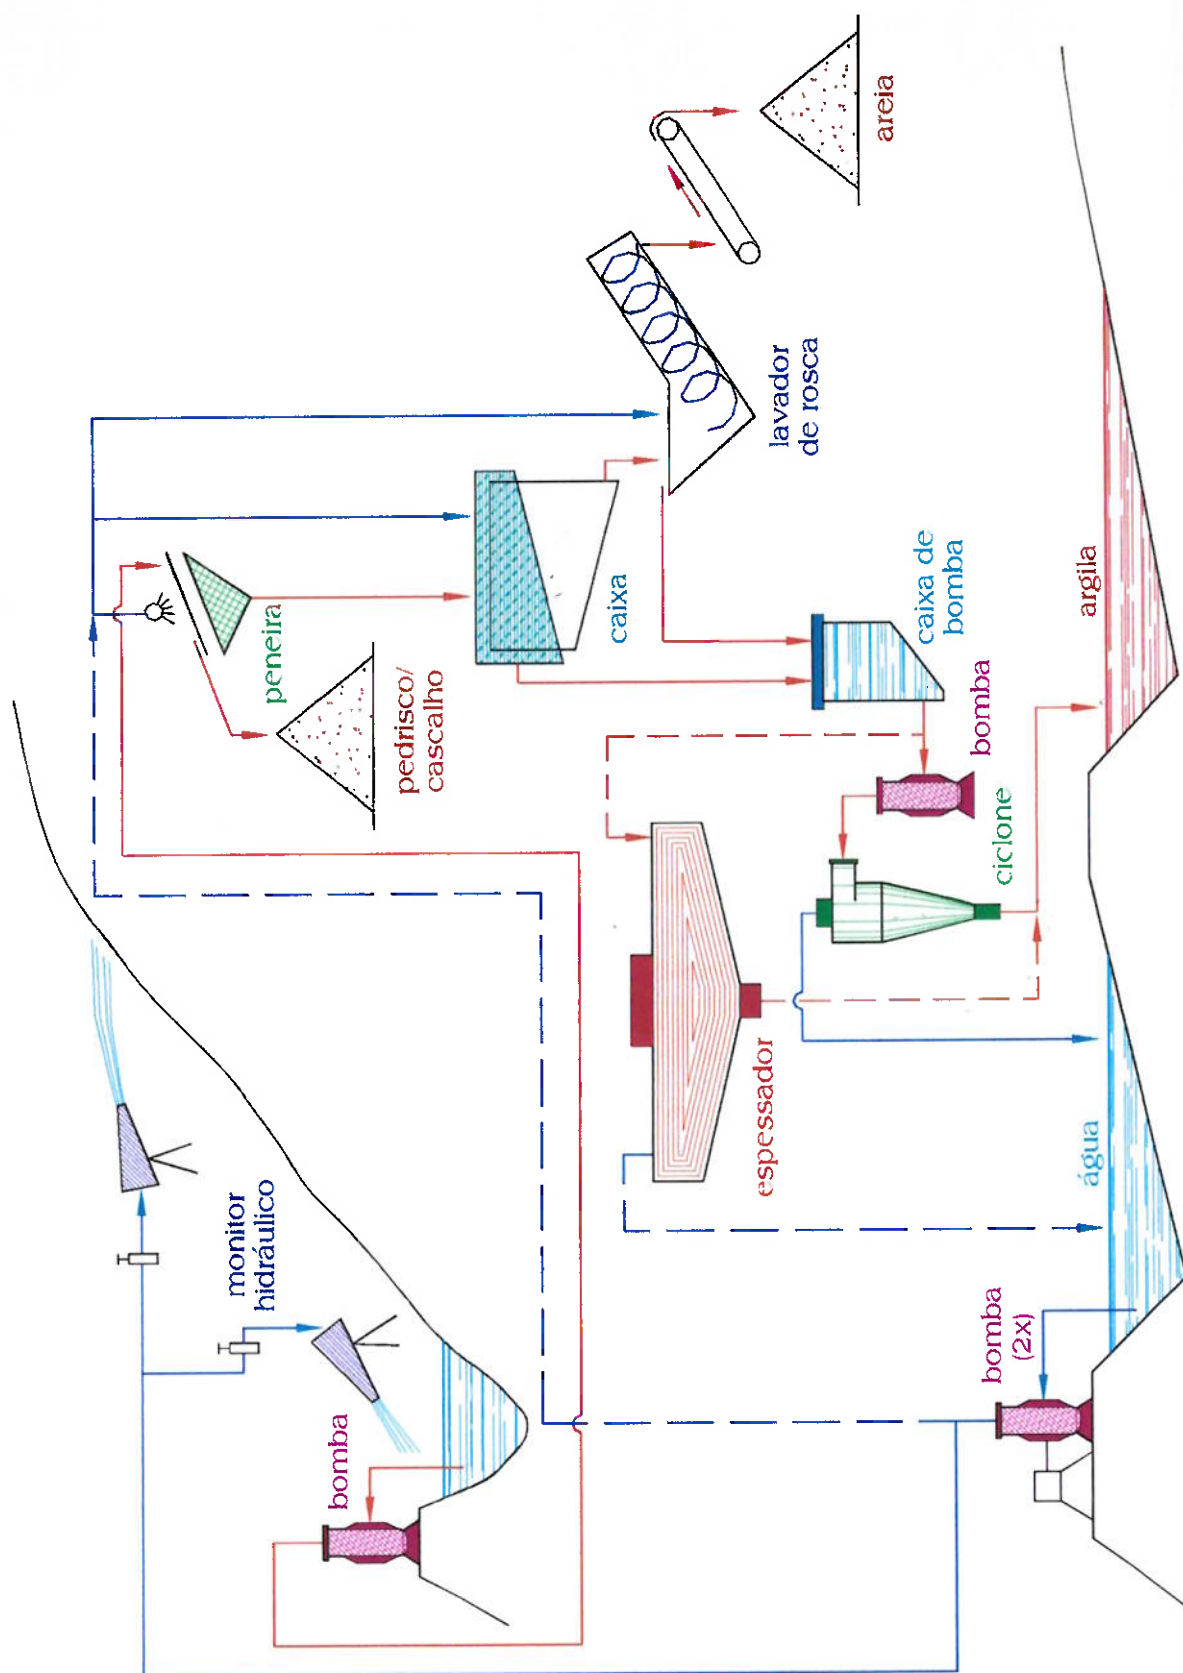 monitor
hidráulico
bomba
peneira
pedrisco/
cascalho
caixa
lavador
de rosca
areia
espessador
caixa de
bomba
bomba
ciclone
bomba
(2x)
água
argila